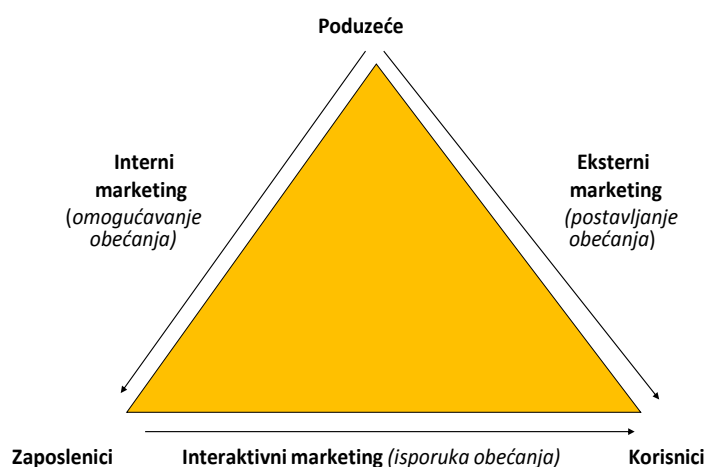 Poduzeće
Interni
marketing
(omogućavanje
obećanja)
Eksterni
marketing
(postavljanje
obećanja)
Zaposlenici
Interaktivni marketing (isporuka obećanja)
Korisnici